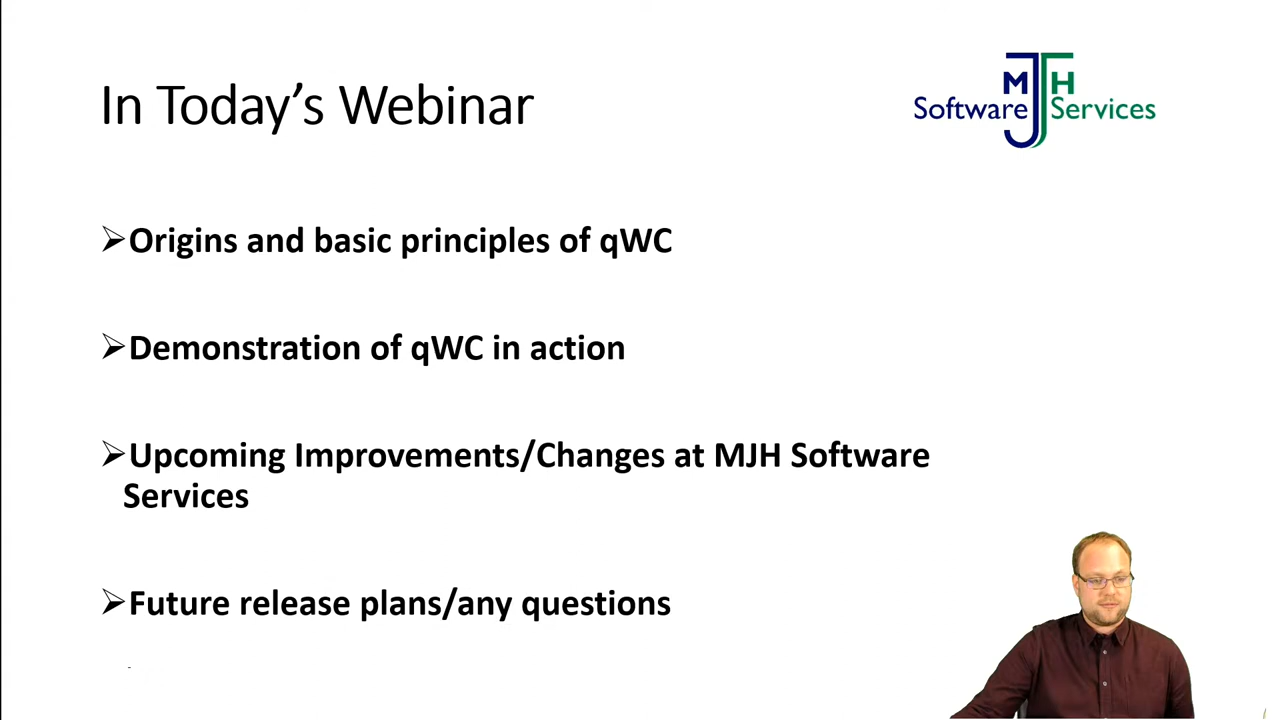 In Today's Webinar
M J H
Software Services
➢Origins and basic principles of qWC
➢Demonstration of qWC in action
➢Upcoming Improvements/Changes at MJH Software
Services
➢Future release plans/any questions